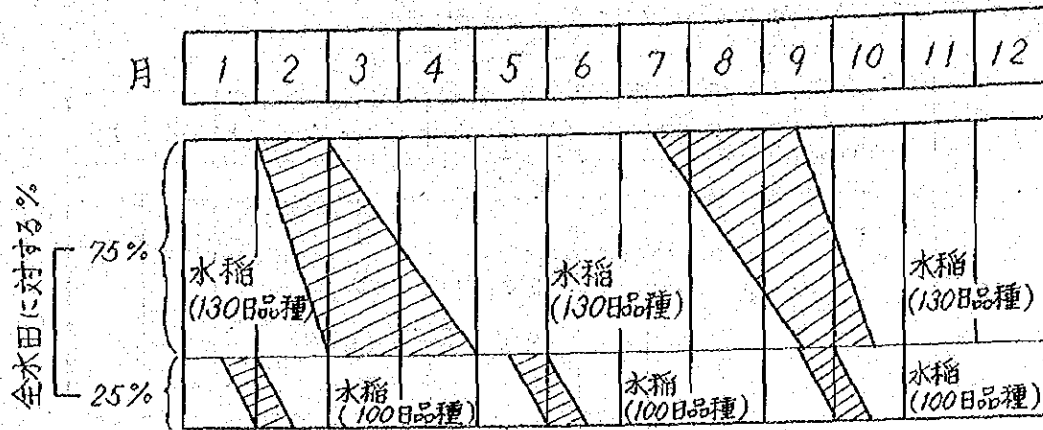 月 1 2 3 4 5 6 7 8 9 10 11 12
全水田に対する%
75%
水稲
(130日品種)
水稲
(130日品種)
水稲
(130日品種)
25%
水稲
(100日品種)
水稲
(100日品種)
水稲
(100日品種)